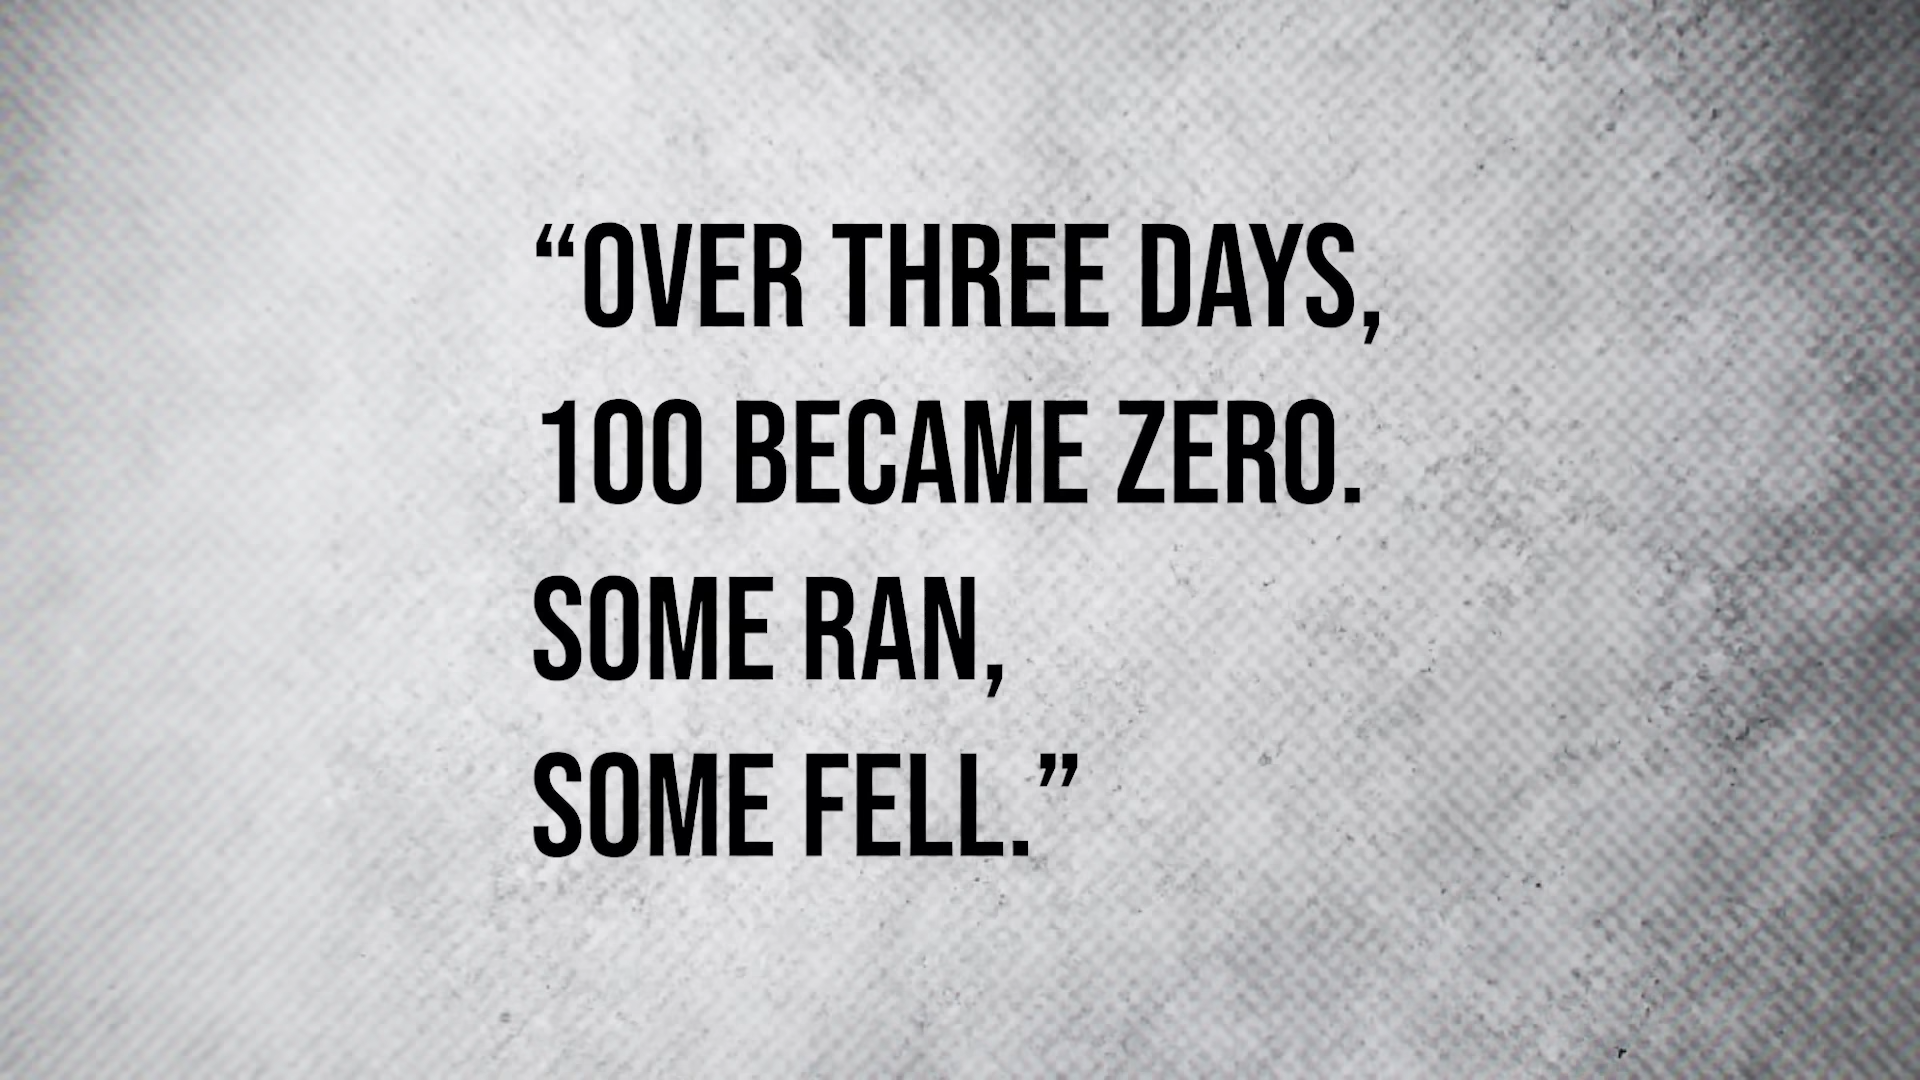 “OVER THREE DAYS,
100 BECAME ZERO.
SOME RAN,
SOME FELL.”